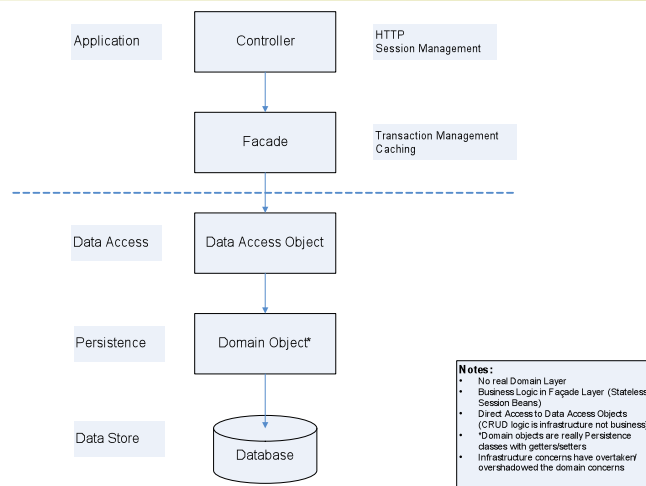 Application
Controller
HTTP
Session Management
Facade
Transaction Management
Caching
Data Access
Data Access Object
Persistence
Domain Object*
Data Store
Database
Notes:
• No real Domain Layer
• Business Logic in Façade Layer (Stateless
Session Beans)
• Direct Access to Data Access Objects
(CRUD logic is infrastructure not business)
• *Domain objects are really Persistence
classes with getters/setters
• Infrastructure concerns have overtaken/
overshadowed the domain concerns